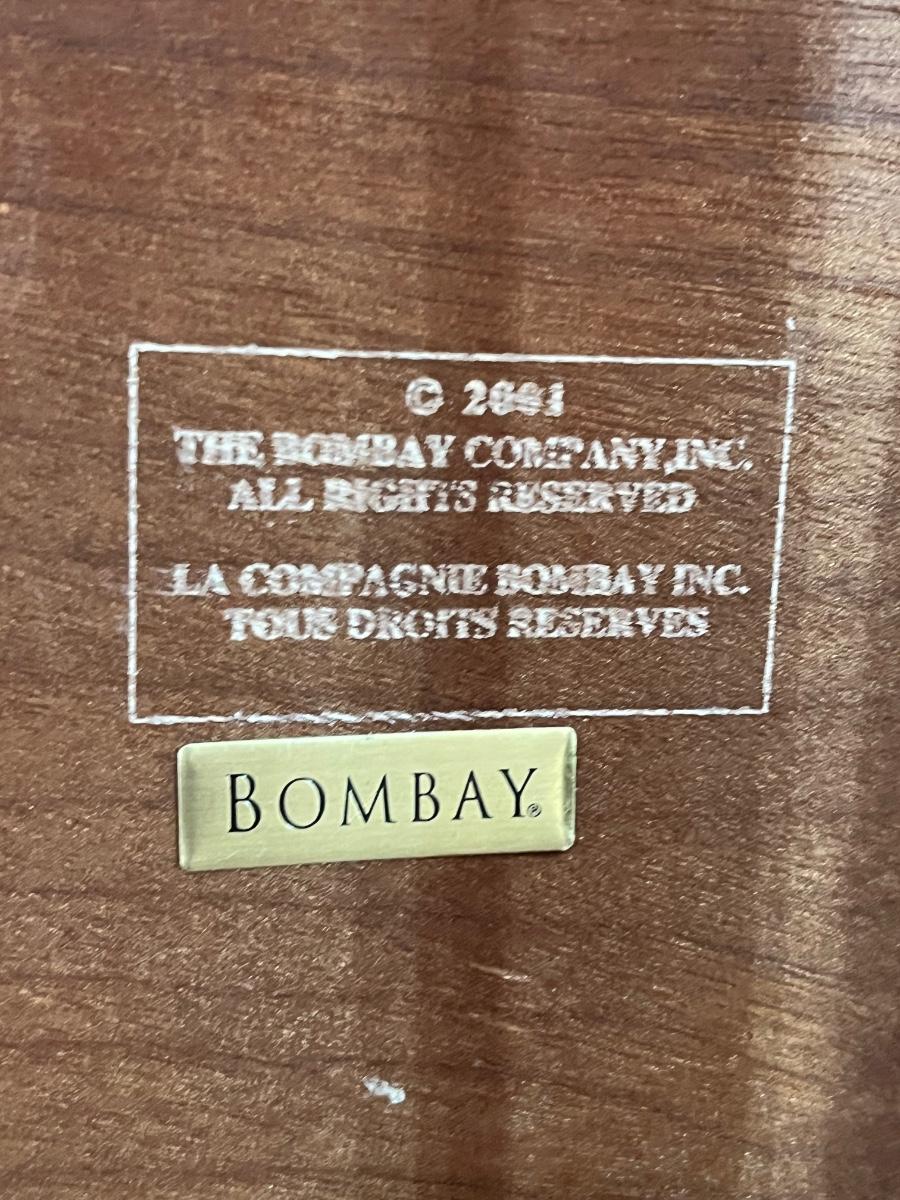 © 2001
THE BOMBAY COMPANY,INC.
ALL RIGHTS RESERVED
LA COMPAGNIE BOMBAY INC.
TOUS DROITS RESERVES
BOMBAY®